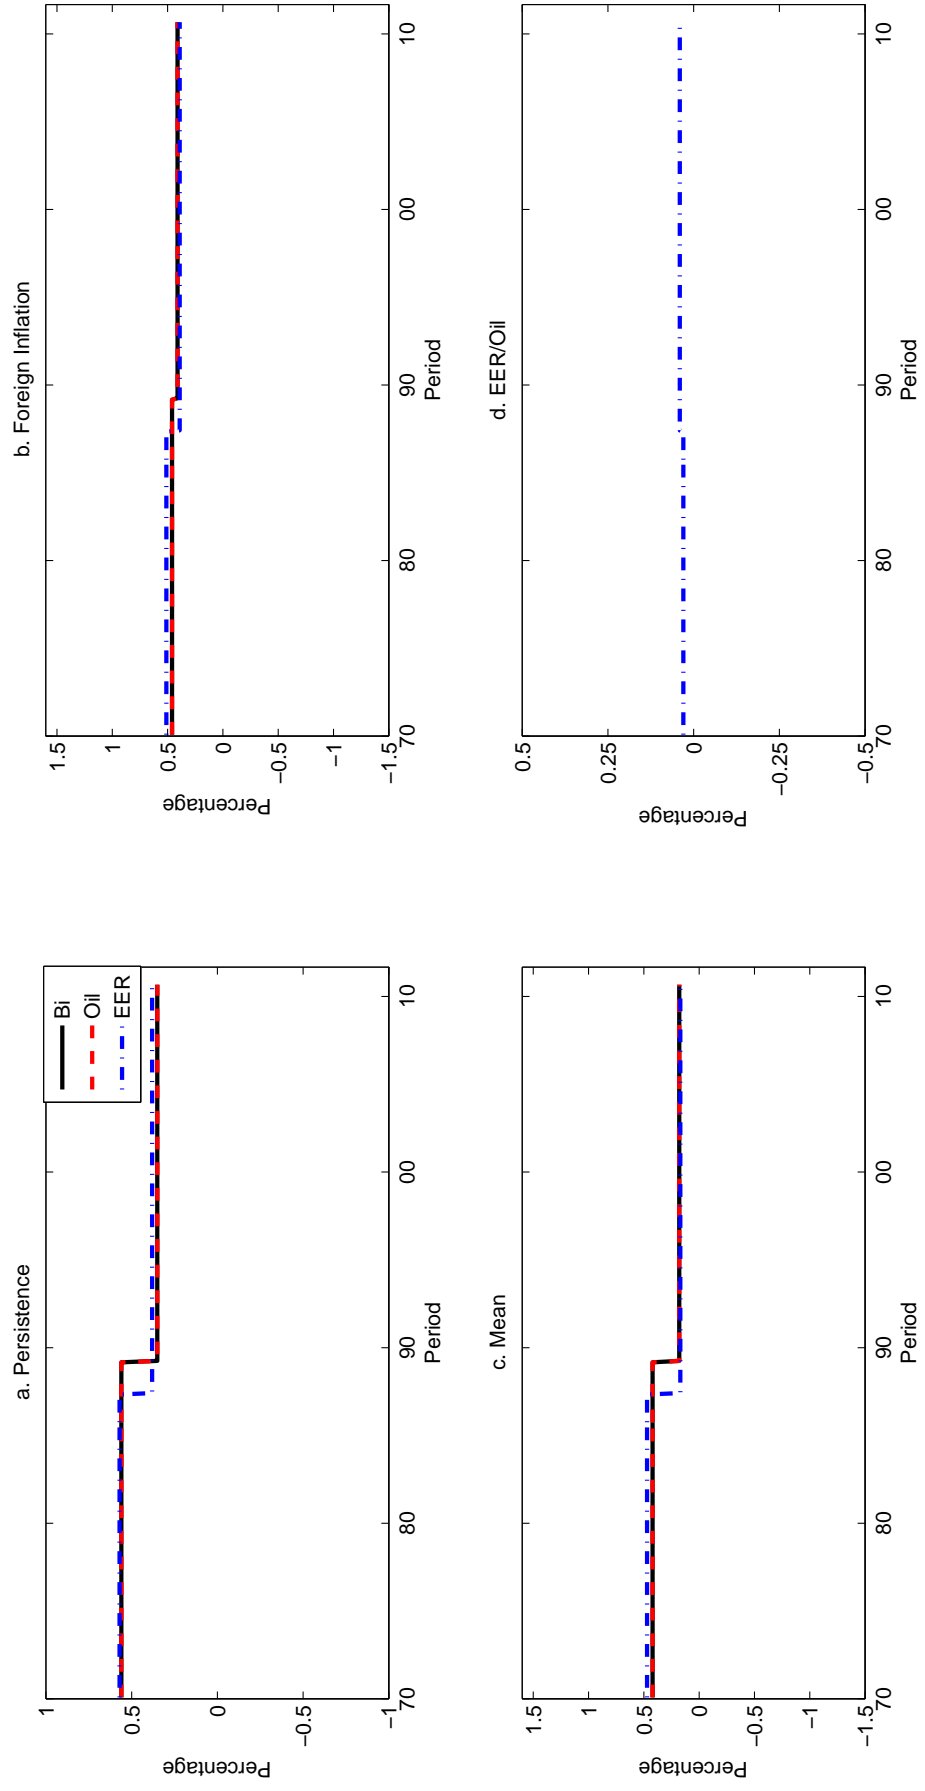 a. Persistence
Percentage
1
0.5
0
−0.5
−1
70
80
90
00
10
Period
Bi
Oil
EER
b. Foreign Inflation
Percentage
1.5
1
0.5
0
−0.5
−1
−1.5
70
80
90
00
10
Period
c. Mean
Percentage
1.5
1
0.5
0
−0.5
−1
−1.5
70
80
90
00
10
Period
d. EER/Oil
Percentage
0.5
0.25
0
−0.25
−0.5
70
80
90
00
10
Period